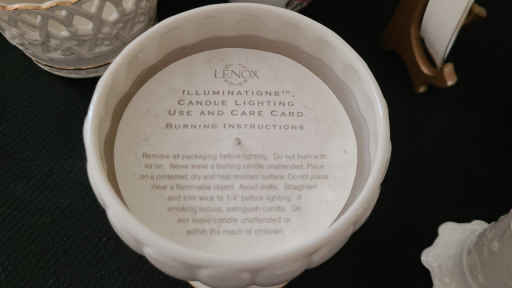 LENOX
ILLUMINATIONS™,
CANDLE LIGHTING
USE AND CARE CARD
BURNING INSTRUCTIONS
Remove all packaging before lighting. Do not burn wick
too long. Never leave a burning candle unattended. Place
on a protected, dry and heat resistant surface. Do not place
near a flammable object. Avoid drafts. Straighten
and trim wick to 1/4" before lighting. If
smoking occurs, extinguish candle. Do
not leave candle unattended or
within the reach of children.